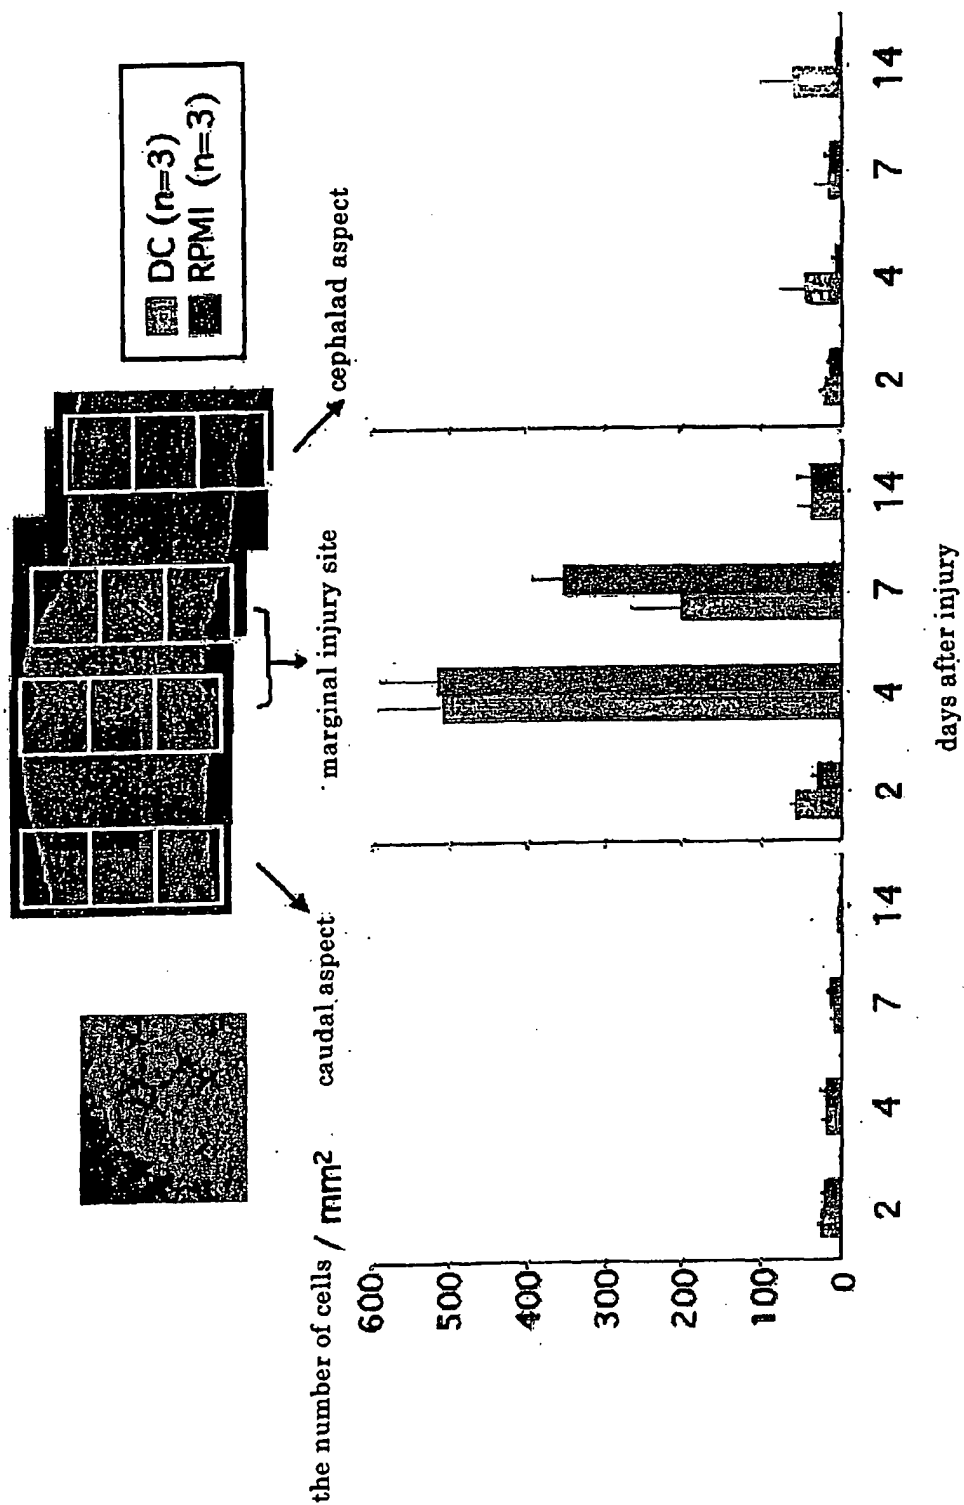 DC (n=3)
RPMI (n=3)
the number of cells / mm²
caudal aspect
marginal injury site
cephalad aspect
600
500
400
300
200
100
0
2 4 7 14
2 4 7 14
2 4 7 14
days after injury